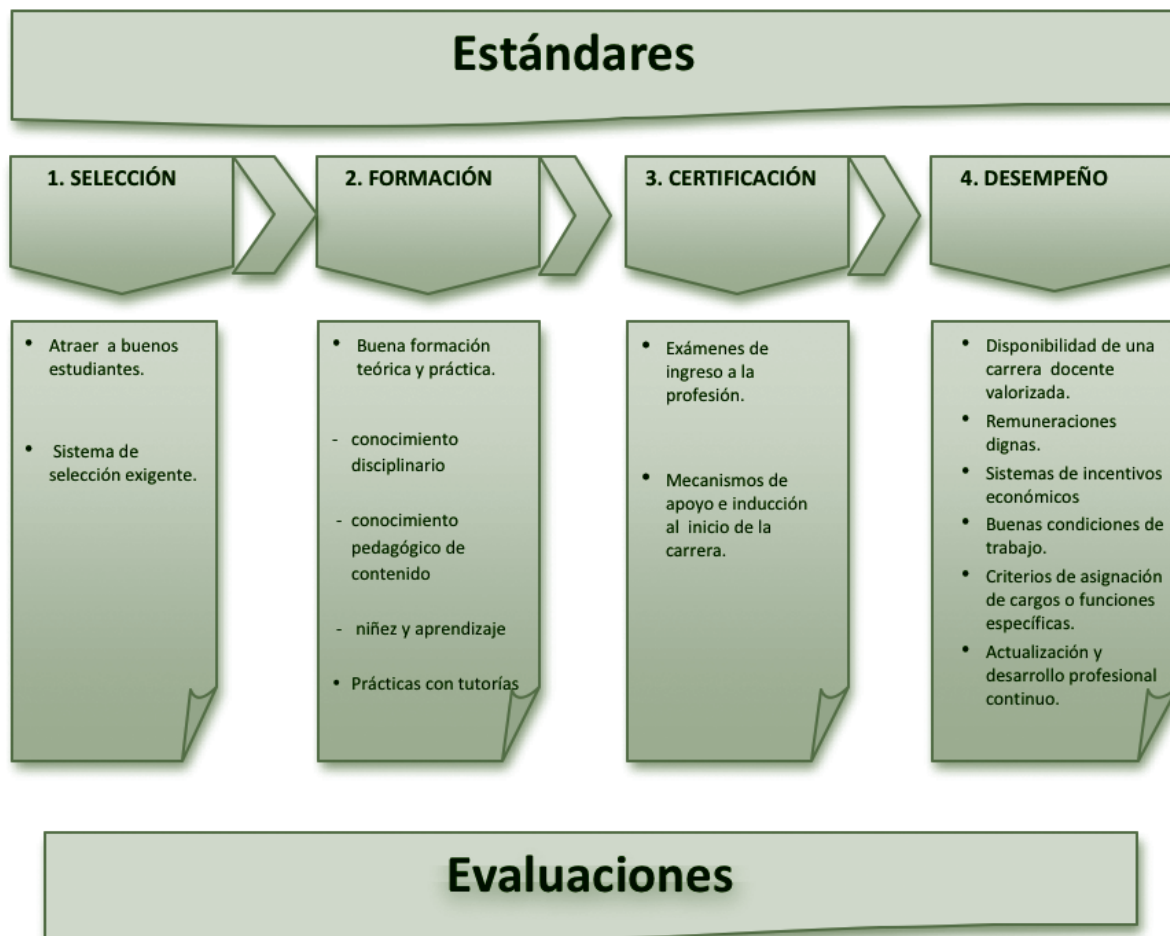 Estándares
1. SELECCIÓN
2. FORMACIÓN
3. CERTIFICACIÓN
4. DESEMPEÑO
• Atraer a buenos
estudiantes.
• Sistema de
selección exigente.
• Buena formación
teórica y práctica.
- conocimiento
disciplinario
- conocimiento
pedagógico de
contenido
- niñez y aprendizaje
• Prácticas con tutorías
• Exámenes de
ingreso a la
profesión.
• Mecanismos de
apoyo e inducción
al inicio de la
carrera.
• Disponibilidad de una
carrera docente
valorizada.
• Remuneraciones
dignas.
• Sistemas de incentivos
económicos
• Buenas condiciones de
trabajo.
• Criterios de asignación
de cargos o funciones
específicas.
• Actualización y
desarrollo profesional
continuo.
Evaluaciones